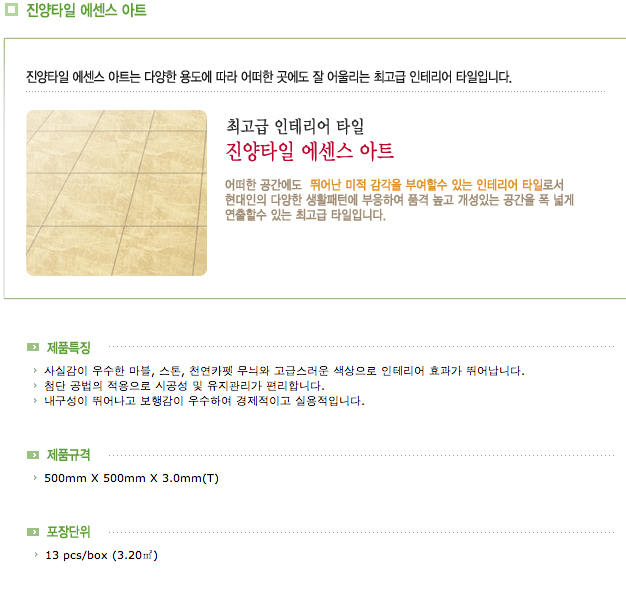 진양타일 에센스 아트
진양타일 에센스 아트는 다양한 용도에 따라 어떠한 곳에도 잘 어울리는 최고급 인테리어 타일입니다.
최고급 인테리어 타일
진양타일 에센스 아트
어떠한 공간에도 뛰어난 미적 감각을 부여할수 있는 인테리어 타일로서
현대인의 다양한 생활패턴에 부응하여 품격 높고 개성있는 공간을 폭 넓게
연출할수 있는 최고급 타일입니다.
제품특징
사실감이 우수한 마블, 스톤, 천연카펫 무늬와 고급스러운 색상으로 인테리어 효과가 뛰어납니다.
첨단 공법의 적용으로 시공성 및 유지관리가 편리합니다.
내구성이 뛰어나고 보행감이 우수하여 경제적이고 실용적입니다.
제품규격
500mm X 500mm X 3.0mm(T)
포장단위
13 pcs/box (3.20㎡)